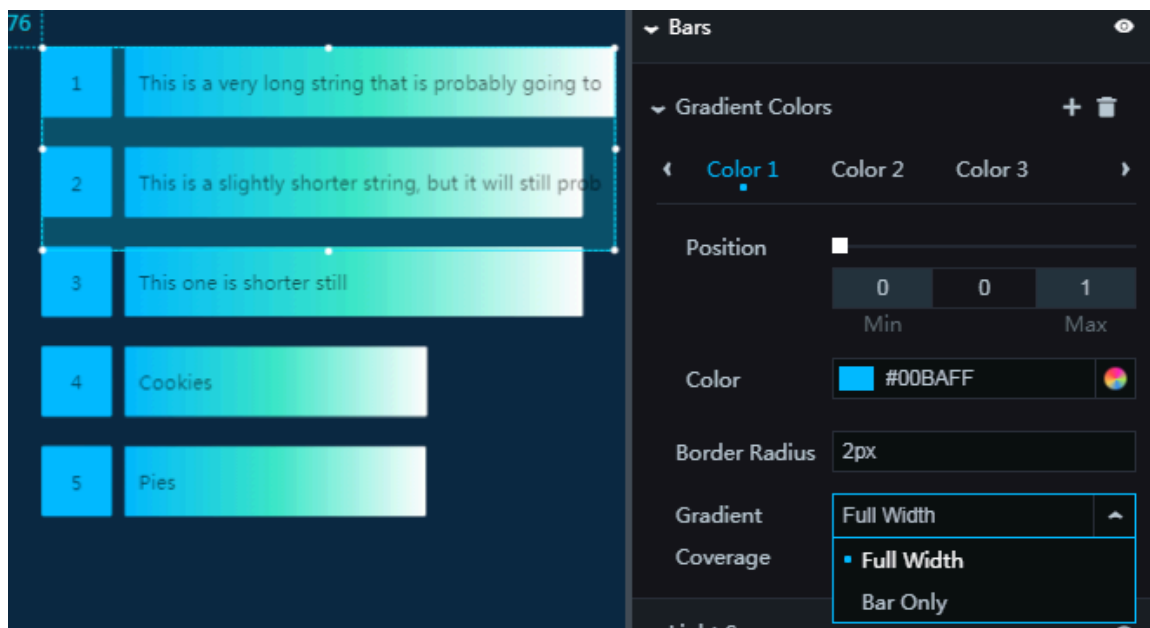 76
1 This is a very long string that is probably going to
2 This is a slightly shorter string, but it will still prob
3 This one is shorter still
4 Cookies
5 Pies
Bars
Gradient Colors
Color 1 Color 2 Color 3
Position
0 0 1
Min Max
Color #00BAFF
Border Radius 2px
Gradient Full Width
Coverage Full Width
Bar Only